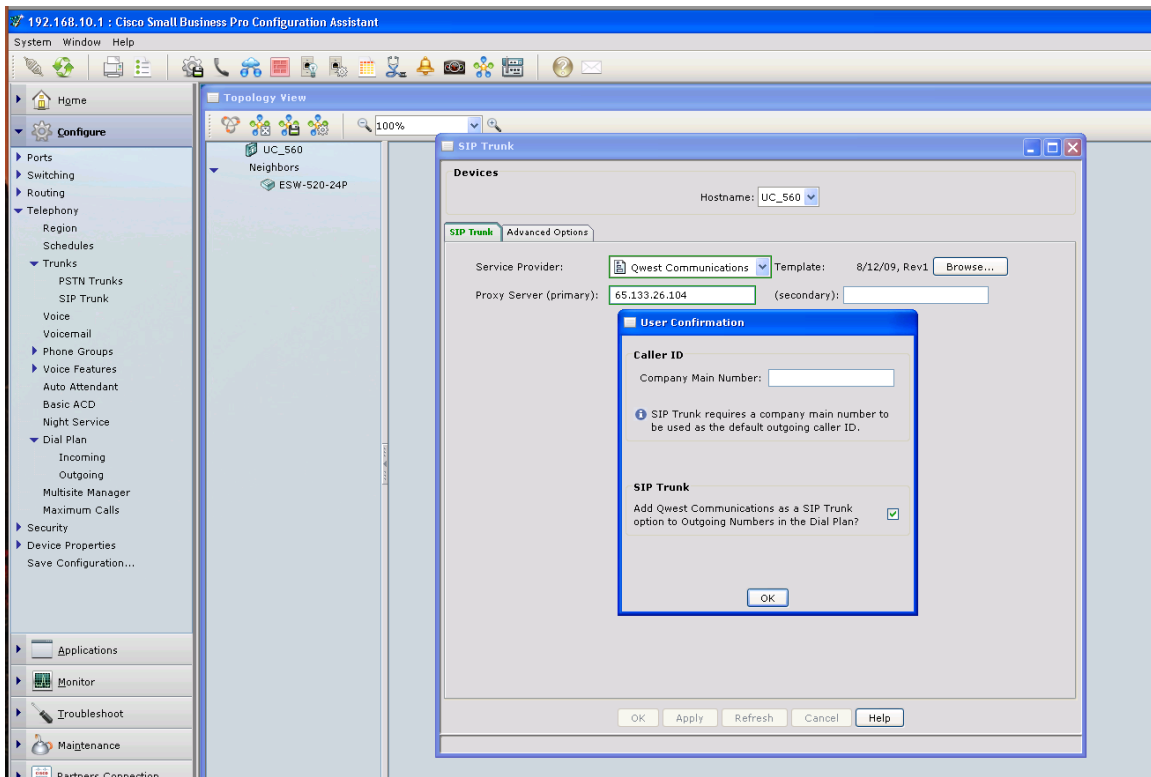 192.168.10.1 : Cisco Small Business Pro Configuration Assistant
System Window Help
Home
Configure
Ports
Switching
Routing
Telephony
Region
Schedules
Trunks
PSTN Trunks
SIP Trunk
Voice
Voicemail
Phone Groups
Voice Features
Auto Attendant
Basic ACD
Night Service
Dial Plan
Incoming
Outgoing
Multisite Manager
Maximum Calls
Security
Device Properties
Save Configuration...
Applications
Monitor
Troubleshoot
Maintenance
Partners Connection
Topology View
100%
UC_560
Neighbors
ESW-520-24P
SIP Trunk
Devices
Hostname: UC_560
SIP Trunk Advanced Options
Service Provider: Qwest Communications Template: 8/12/09, Rev1 Browse...
Proxy Server (primary): 65.133.26.104 (secondary):
User Confirmation
Caller ID
Company Main Number:
SIP Trunk requires a company main number to
be used as the default outgoing caller ID.
SIP Trunk
Add Qwest Communications as a SIP Trunk
option to Outgoing Numbers in the Dial Plan?
OK
OK Apply Refresh Cancel Help